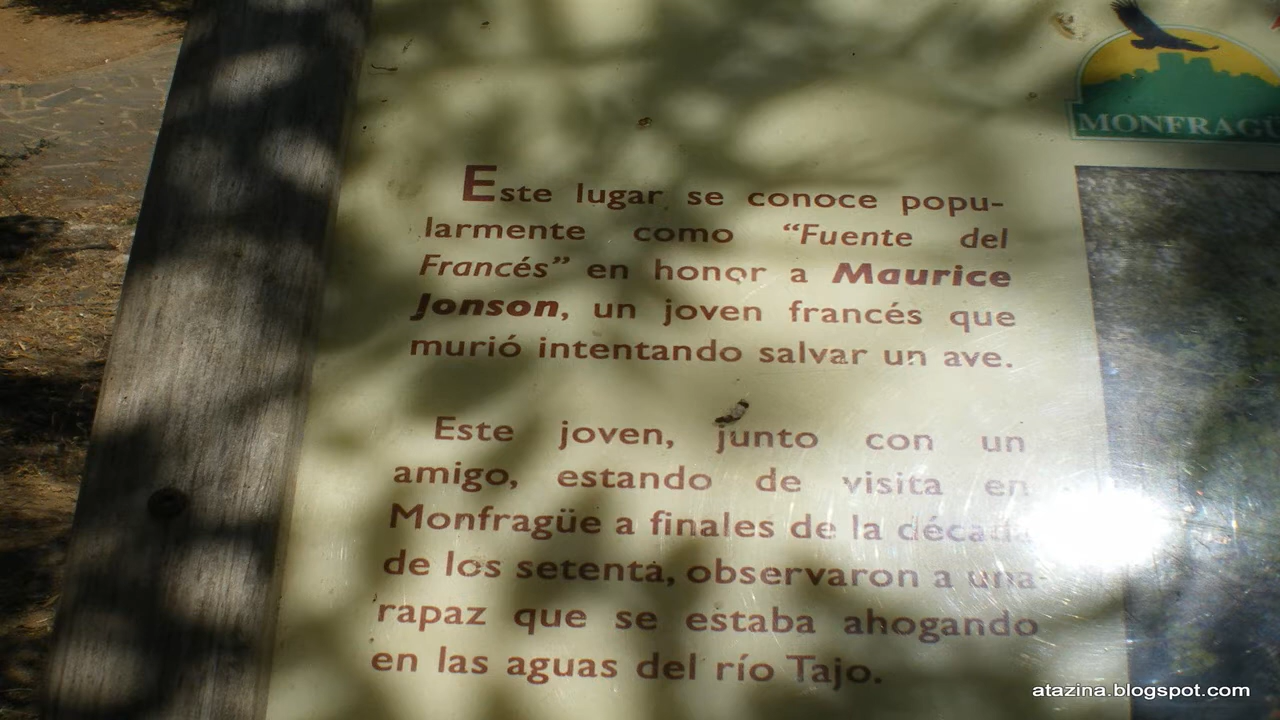 MONFRAGÜ
Este lugar se conoce popu-
larmente como “Fuente del
Francés” en honor a Maurice
Jonson, un joven francés que
murió intentando salvar un ave.
Este joven, junto con un
amigo, estando de visita en
Monfragüe a finales de la década
de los setenta, observaron a una
rapaz que se estaba ahogando
en las aguas del río Tajo.
atazina.blogspot.com